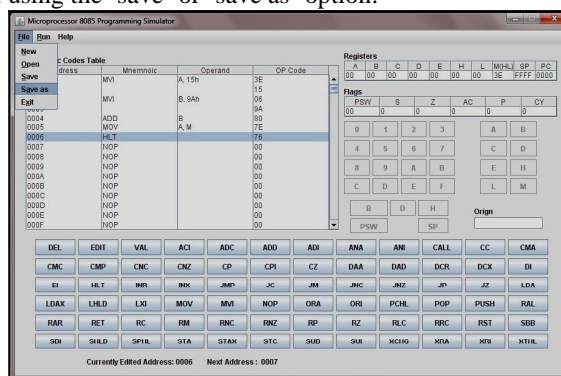 using the save or save as option.
Microprocessor 8085 Programming Simulator
File Run Help
New
Open
Save
Save as
Exit
c Codes Table
dress Mnemonic Operand OP Code
MVI A, 15h 3E
15
MVI B, 9Ah 06
9A
0004 ADD B 80
0005 MOV A, M 7E
0006 HLT 76
0007 NOP 00
0008 NOP 00
0009 NOP 00
000A NOP 00
000B NOP 00
000C NOP 00
000D NOP 00
000E NOP 00
000F NOP 00
Registers
A B C D E H L M(HL) SP PC
00 00 00 00 00 00 00 3E FFFF 0000
Flags
PSW S Z AC P CY
00 0 0 0 0 0
0 1 2 3 A B
4 5 6 7 C D
8 9 A B E H
C D E F L M
B D H
PSW SP
Orign
DEL EDIT VAL ACI ADC ADD ADI ANA ANI CALL CC CMA
CMC CMP CNC CNZ CP CPI CZ DAA DAD DCR DCX DI
EI HLT INR INX JMP JC JM JNC JNZ JP JZ LDA
LDAX LHLD LXI MOV MVI NOP ORA ORI PCHL POP PUSH RAL
RAR RET RC RM RNC RNZ RP RZ RLC RRC RST SBB
SBI SHLD SPHL STA STAX STC SUB SUI XCHG XRA XRI XTHL
Currently Edited Address: 0006 Next Address : 0007